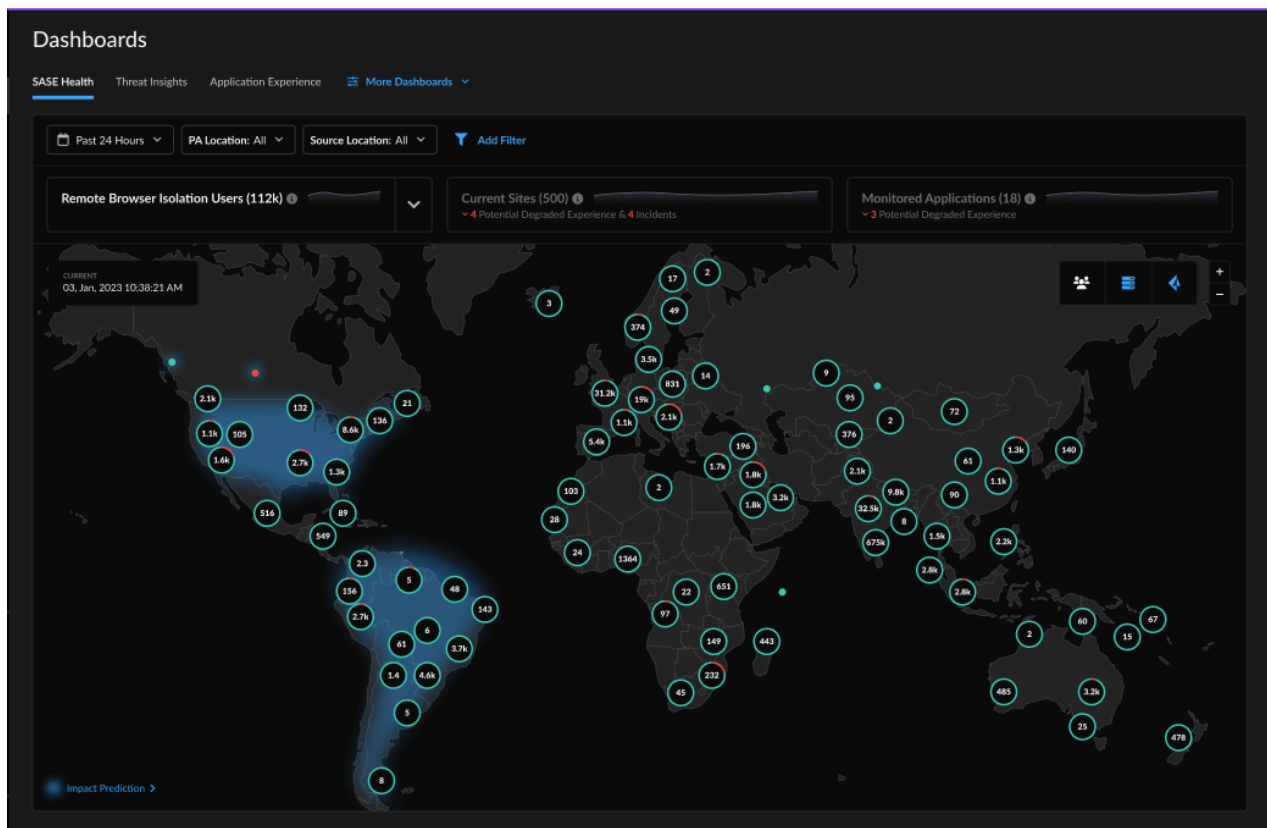 Dashboards
SASE Health Threat Insights Application Experience More Dashboards
Past 24 Hours PA Location: All Source Location: All Add Filter
Remote Browser Isolation Users (112k) Current Sites (500) Monitored Applications (18)
4 Potential Degraded Experience & 4 Incidents 3 Potential Degraded Experience
CURRENT
03, Jan, 2023 10:38:21 AM
+
−
17 2
3
49
374
3.5k
9
14
831
31.2k 19k
95
2.1k 132 21
72
2.1k 1.1k
136
2
8.6k
1.1k 105
376
5.4k
196
1.3k 140
1.6k 2.7k 1.3k
1.7k 1.8k
2.1k
61
1.1k
2
103
9.8k
90
3.2k
1.8k
32.5k
516 89
28
8
549
1.5k
675k
2.2k
24
1364
2.3
2.8k
5
156 48
22 651
2.8k
143
2.7k
97
60 67
6
2 15
61 3.7k
149 443
1.4 4.6k
232
45
485 3.2k
5
25
478
8
Impact Prediction